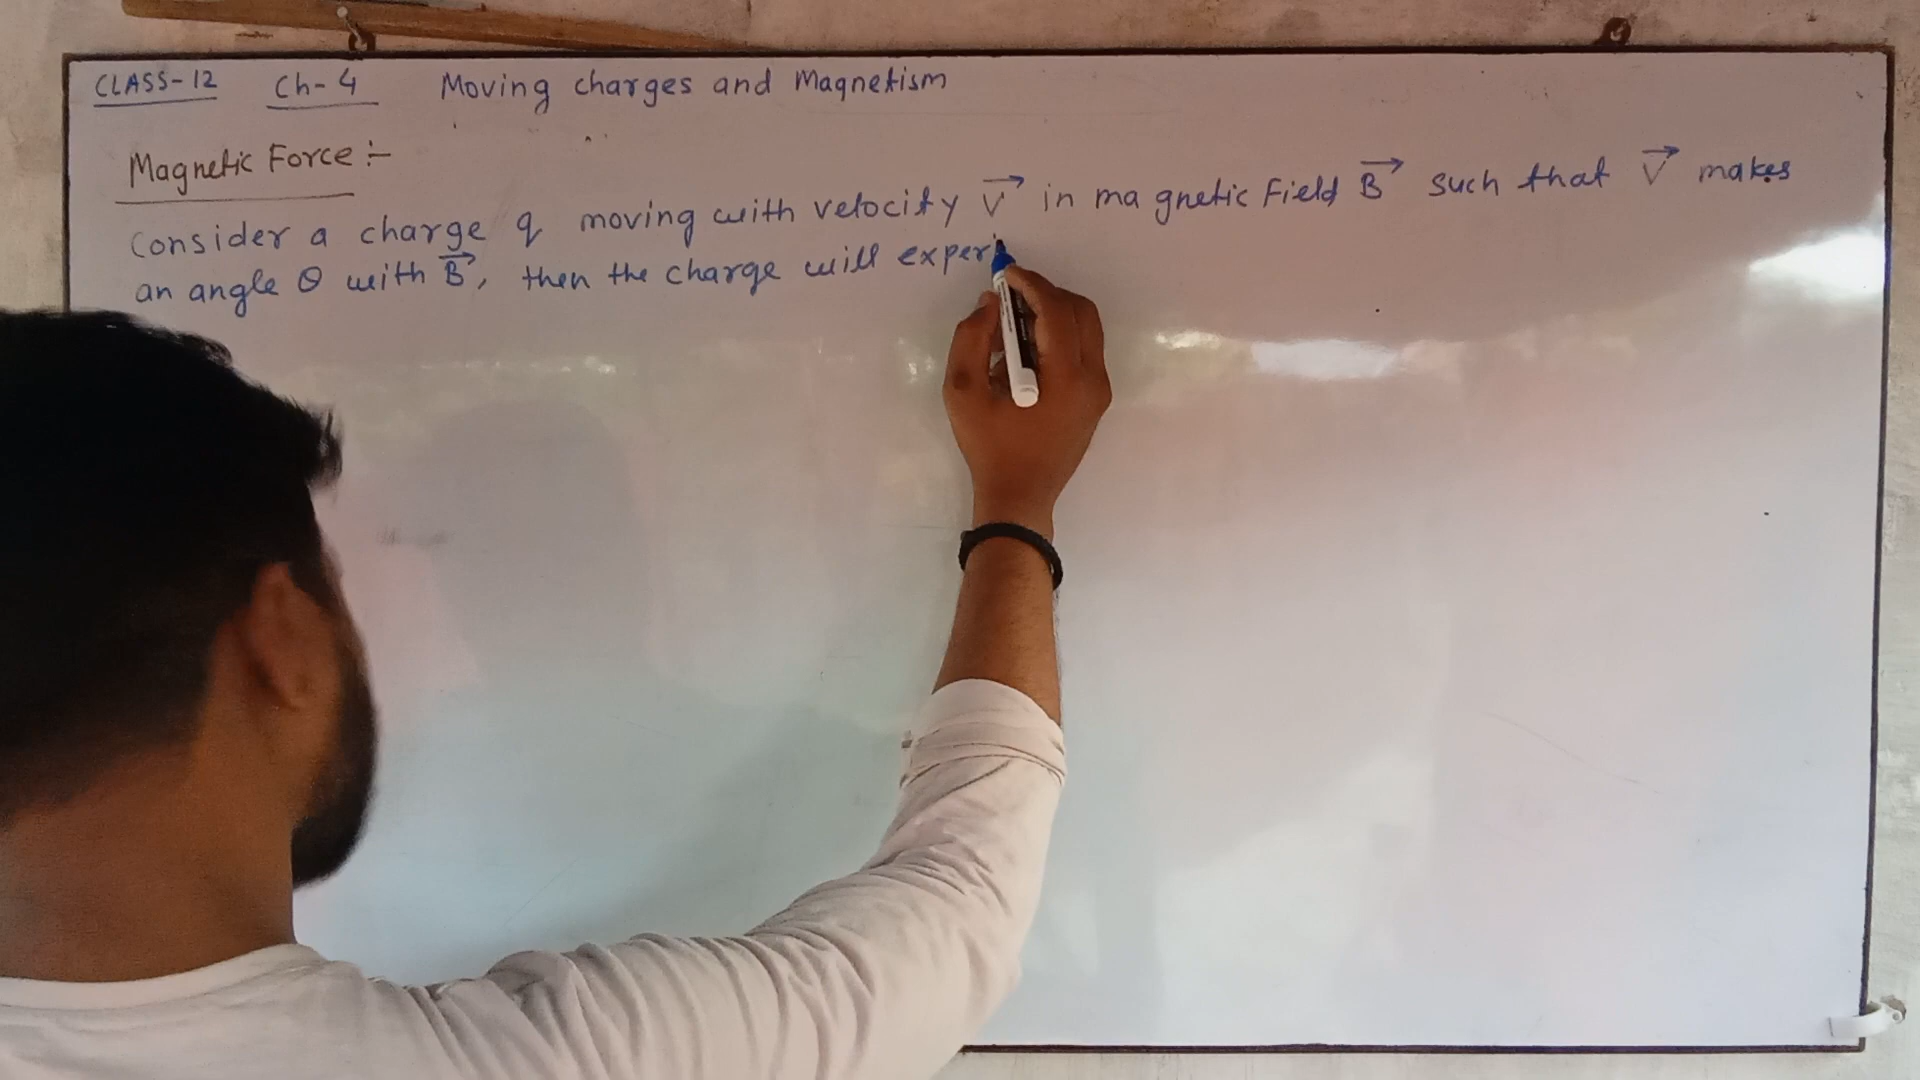 CLASS-12 Ch-4 Moving charges and Magnetism
Magnetic Force :-
Consider a charge q moving with velocity V⃗ in magnetic Field B⃗ such that V⃗ makes
an angle θ with B⃗, then the charge will experi